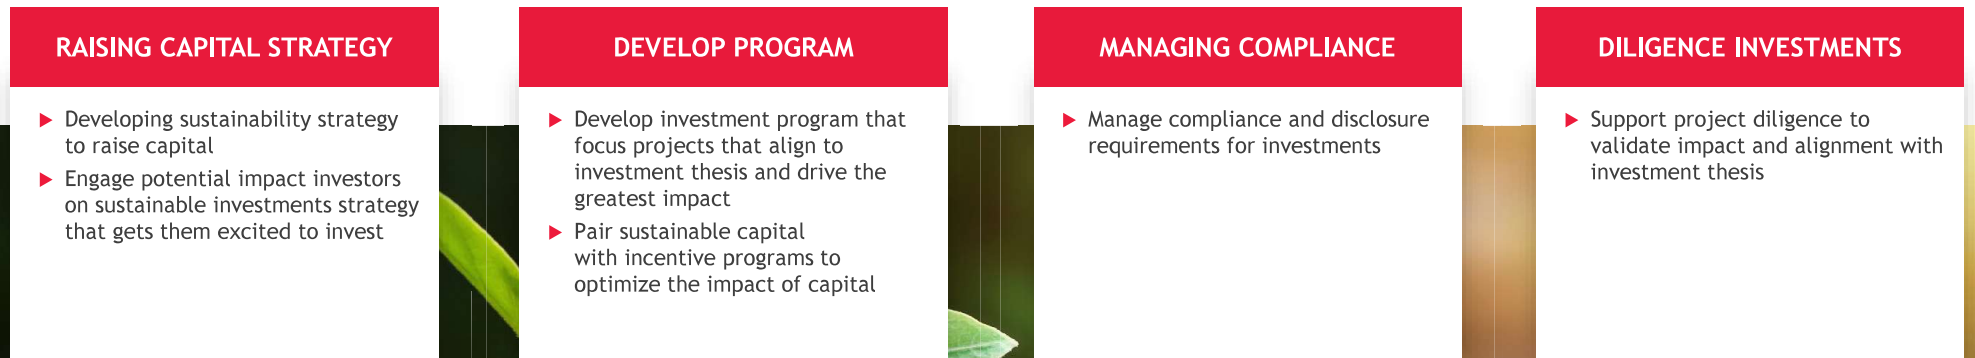 RAISING CAPITAL STRATEGY
Developing sustainability strategy
to raise capital
Engage potential impact investors
on sustainable investments strategy
that gets them excited to invest
DEVELOP PROGRAM
Develop investment program that
focus projects that align to
investment thesis and drive the
greatest impact
Pair sustainable capital
with incentive programs to
optimize the impact of capital
MANAGING COMPLIANCE
Manage compliance and disclosure
requirements for investments
DILIGENCE INVESTMENTS
Support project diligence to
validate impact and alignment with
investment thesis